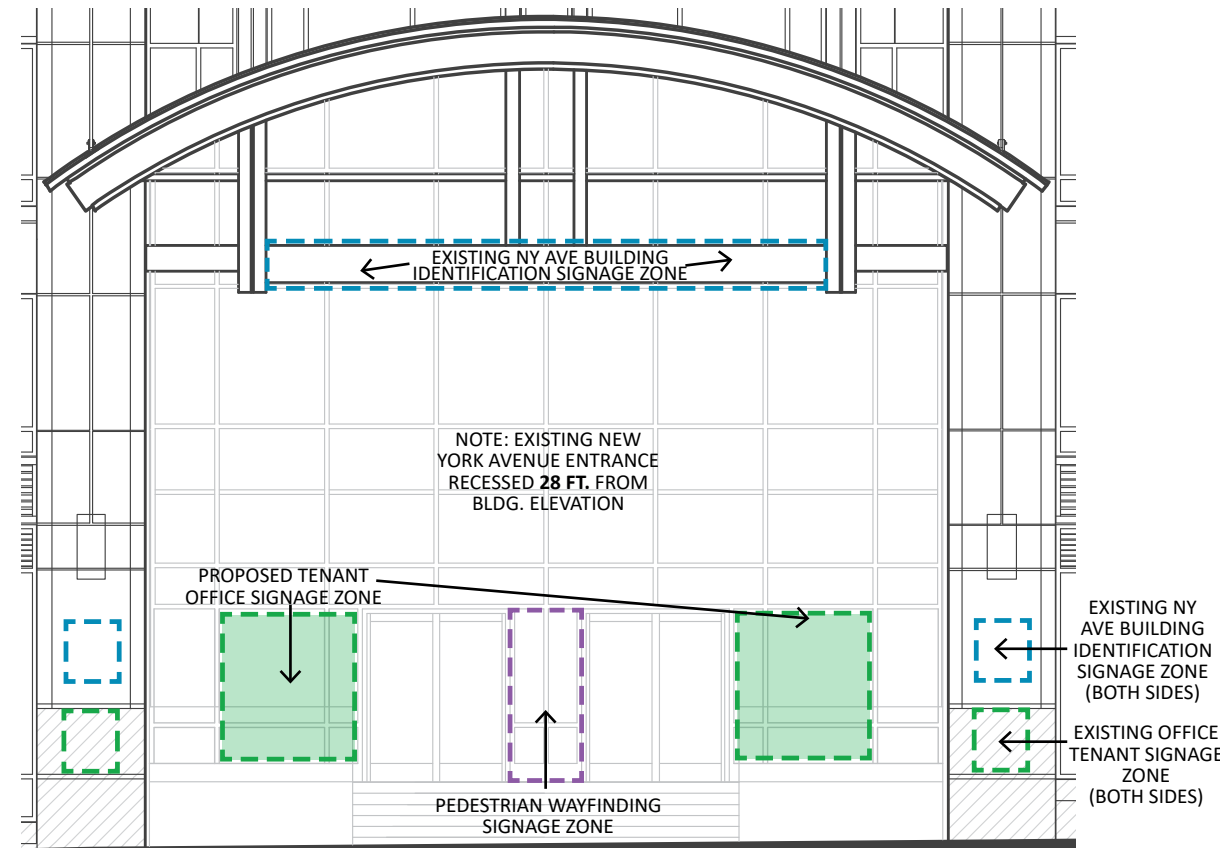 EXISTING NY AVE BUILDING
IDENTIFICATION SIGNAGE ZONE
NOTE: EXISTING NEW
YORK AVENUE ENTRANCE
RECESSED 28 FT. FROM
BLDG. ELEVATION
PROPOSED TENANT
OFFICE SIGNAGE ZONE
EXISTING NY
AVE BUILDING
IDENTIFICATION
SIGNAGE ZONE
(BOTH SIDES)
EXISTING OFFICE
TENANT SIGNAGE
ZONE
(BOTH SIDES)
PEDESTRIAN WAYFINDING
SIGNAGE ZONE